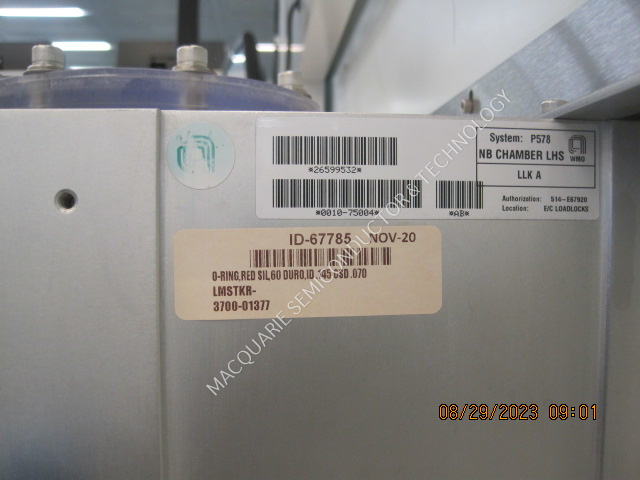 System: P578
NB CHAMBER LHS
WMO
LLK A
*26599532*
*0010-75004*
*AB*
Authorization: 514-E67920
Location: E/C LOADLOCKS
ID-67785 NOV-20
O-RING,RED SIL,60 DURO,ID .145 CSD .070
LMSTKR-
3700-01377
MACQUARIE SEMICONDUCTOR & TECHNOLOGY
08/29/2023 09:01